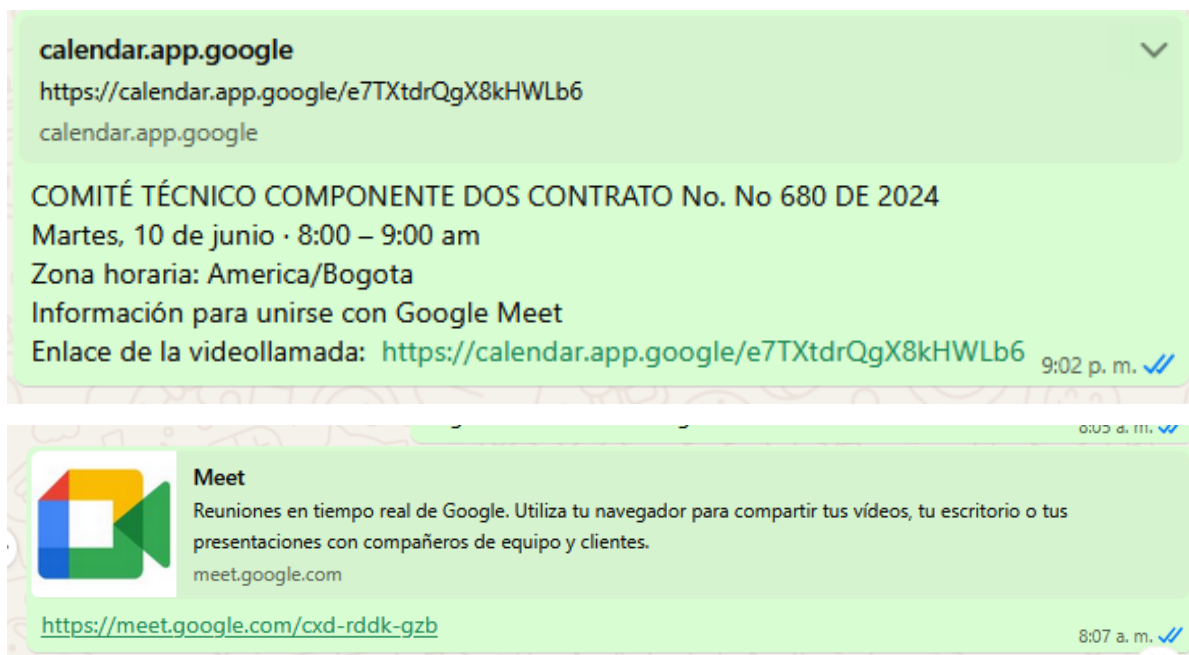 calendar.app.google
https://calendar.app.google/e7TXtdrQgX8kHWLb6
calendar.app.google
COMITÉ TÉCNICO COMPONENTE DOS CONTRATO No. No 680 DE 2024
Martes, 10 de junio · 8:00 – 9:00 am
Zona horaria: America/Bogota
Información para unirse con Google Meet
Enlace de la videollamada: https://calendar.app.google/e7TXtdrQgX8kHWLb6 9:02 p. m.
Meet
Reuniones en tiempo real de Google. Utiliza tu navegador para compartir tus vídeos, tu escritorio o tus
presentaciones con compañeros de equipo y clientes.
meet.google.com
https://meet.google.com/cxd-rddk-gzb 8:07 a. m.